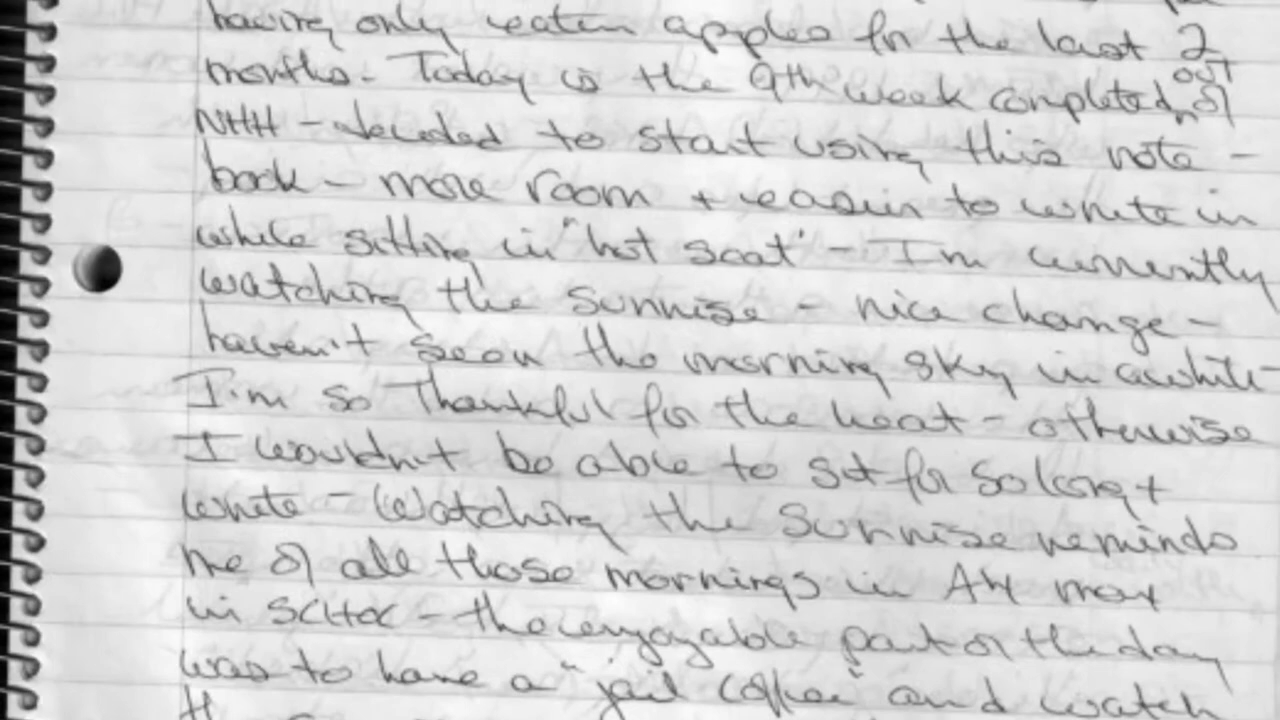 having only eaten apples for the last 2
months - Today is the 9th week completed out of
NHH - decided to start using this note -
book - more room + easier to write in
while sitting in "hot seat" - I'm currently
watching the sunrise - nice change -
haven't seen the morning sky in awhile -
I'm so Thankful for the heat - otherwise
I wouldn't be able to sit for so long +
write - Watching the sunrise reminds
me of all those mornings in A4 max
in SCHOC - the enjoyable part of the day
was to have a "jail coffee" and watch